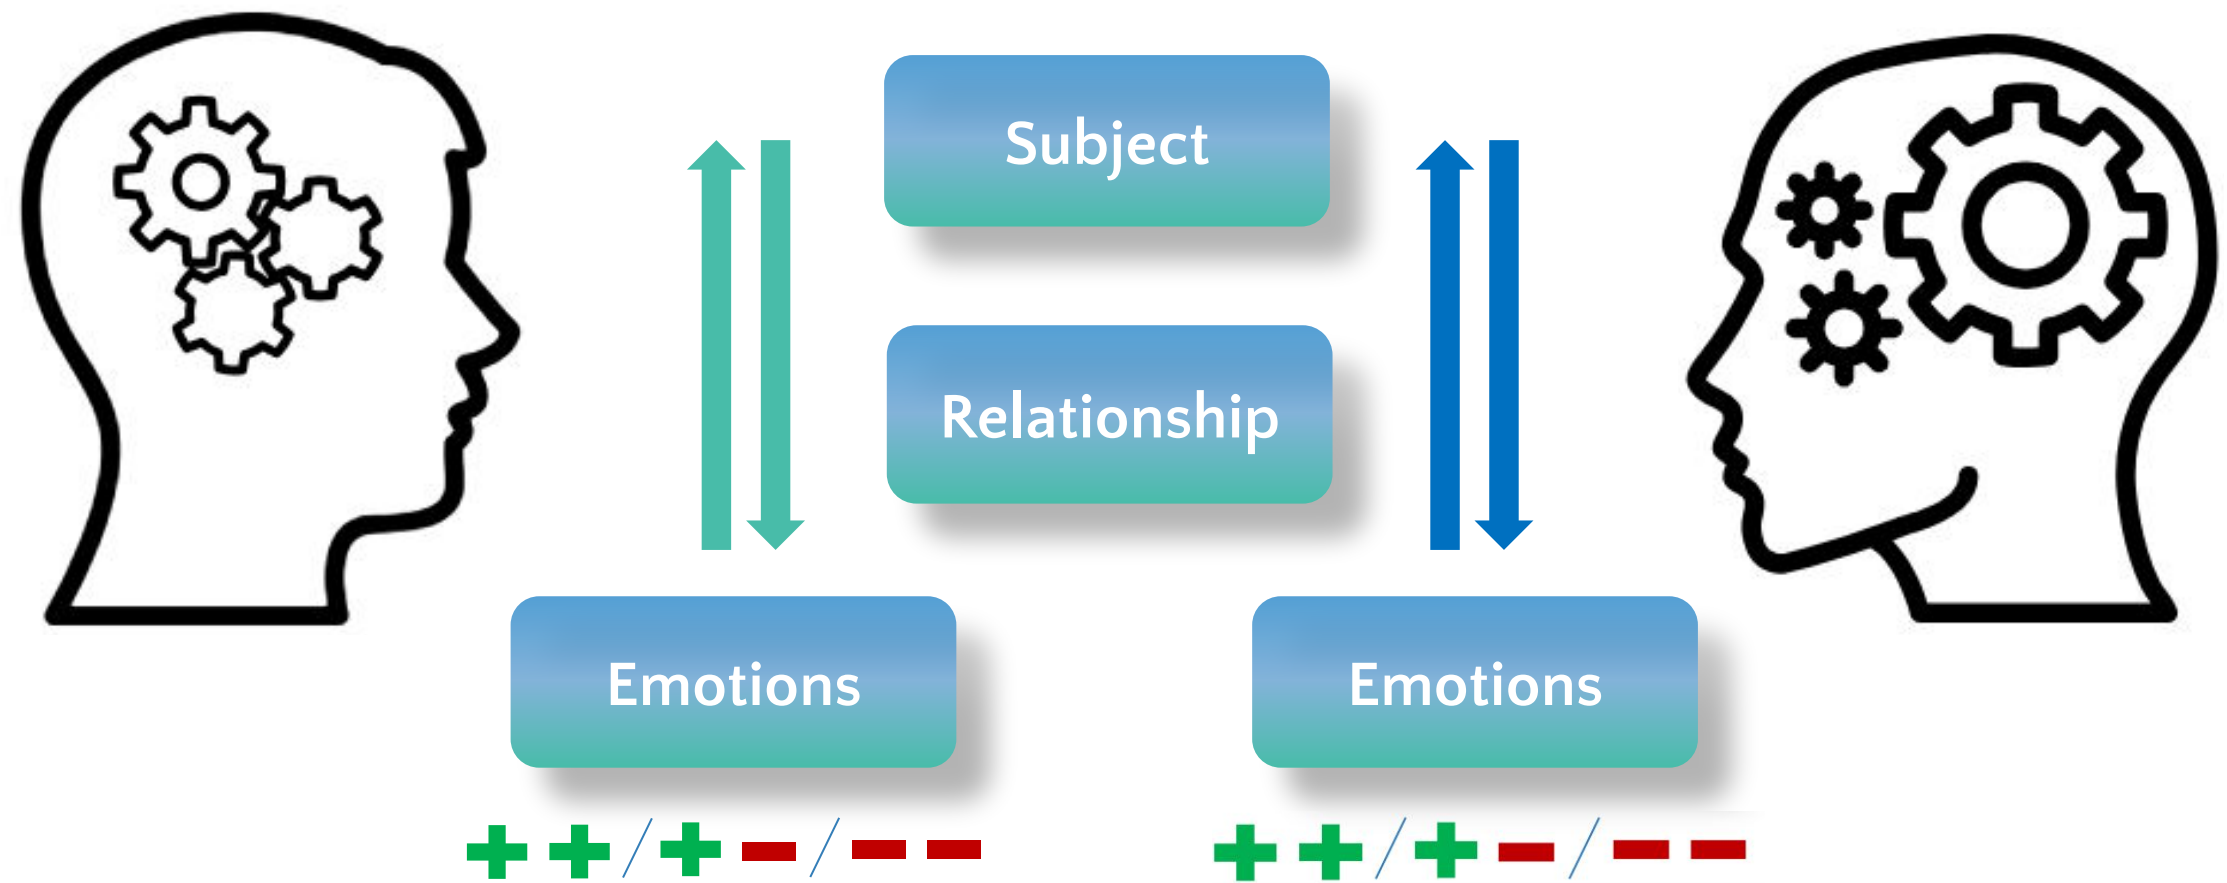 Subject
Relationship
Emotions
Emotions
++/+-/--
++/+-/--